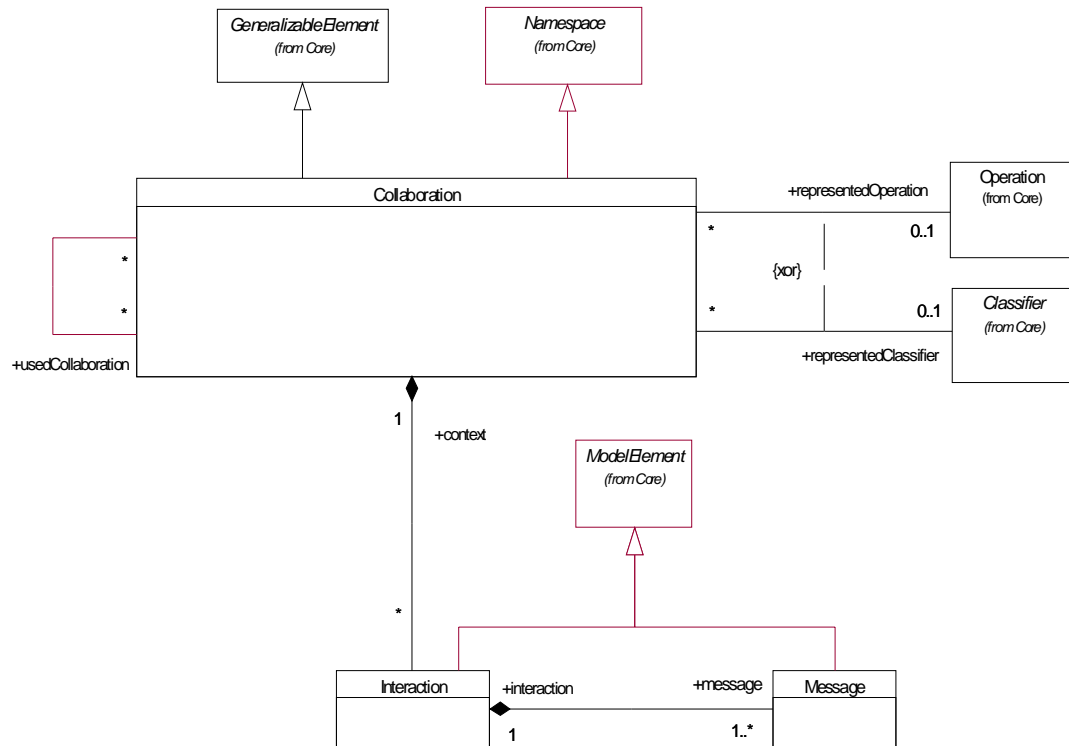 GeneralizableElement
(from Core)
Namespace
(from Core)
Collaboration
+representedOperation
Operation
(from Core)
*
0..1
*
{xor}
*
*
0..1
Classifier
(from Core)
+usedCollaboration
+representedClassifier
1
+context
ModelElement
(from Core)
*
Interaction
+interaction
+message
Message
1
1..*